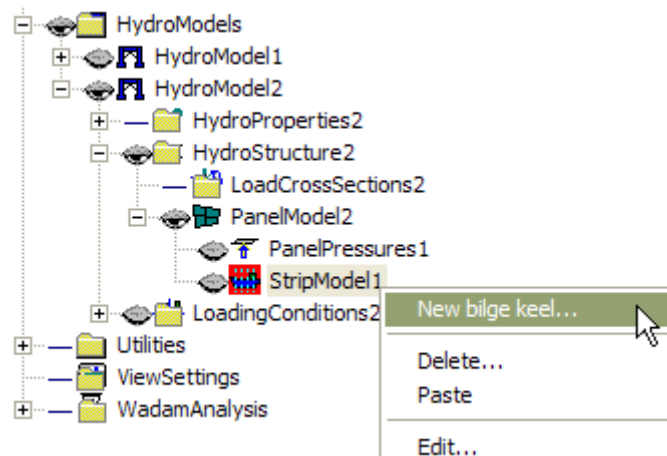 HydroModels
HydroModel1
HydroModel2
HydroProperties2
HydroStructure2
LoadCrossSections2
PanelModel2
PanelPressures1
StripModel1
New bilge keel...
LoadingConditions2
Utilities
Delete...
ViewSettings
Paste
WadamAnalysis
Edit...